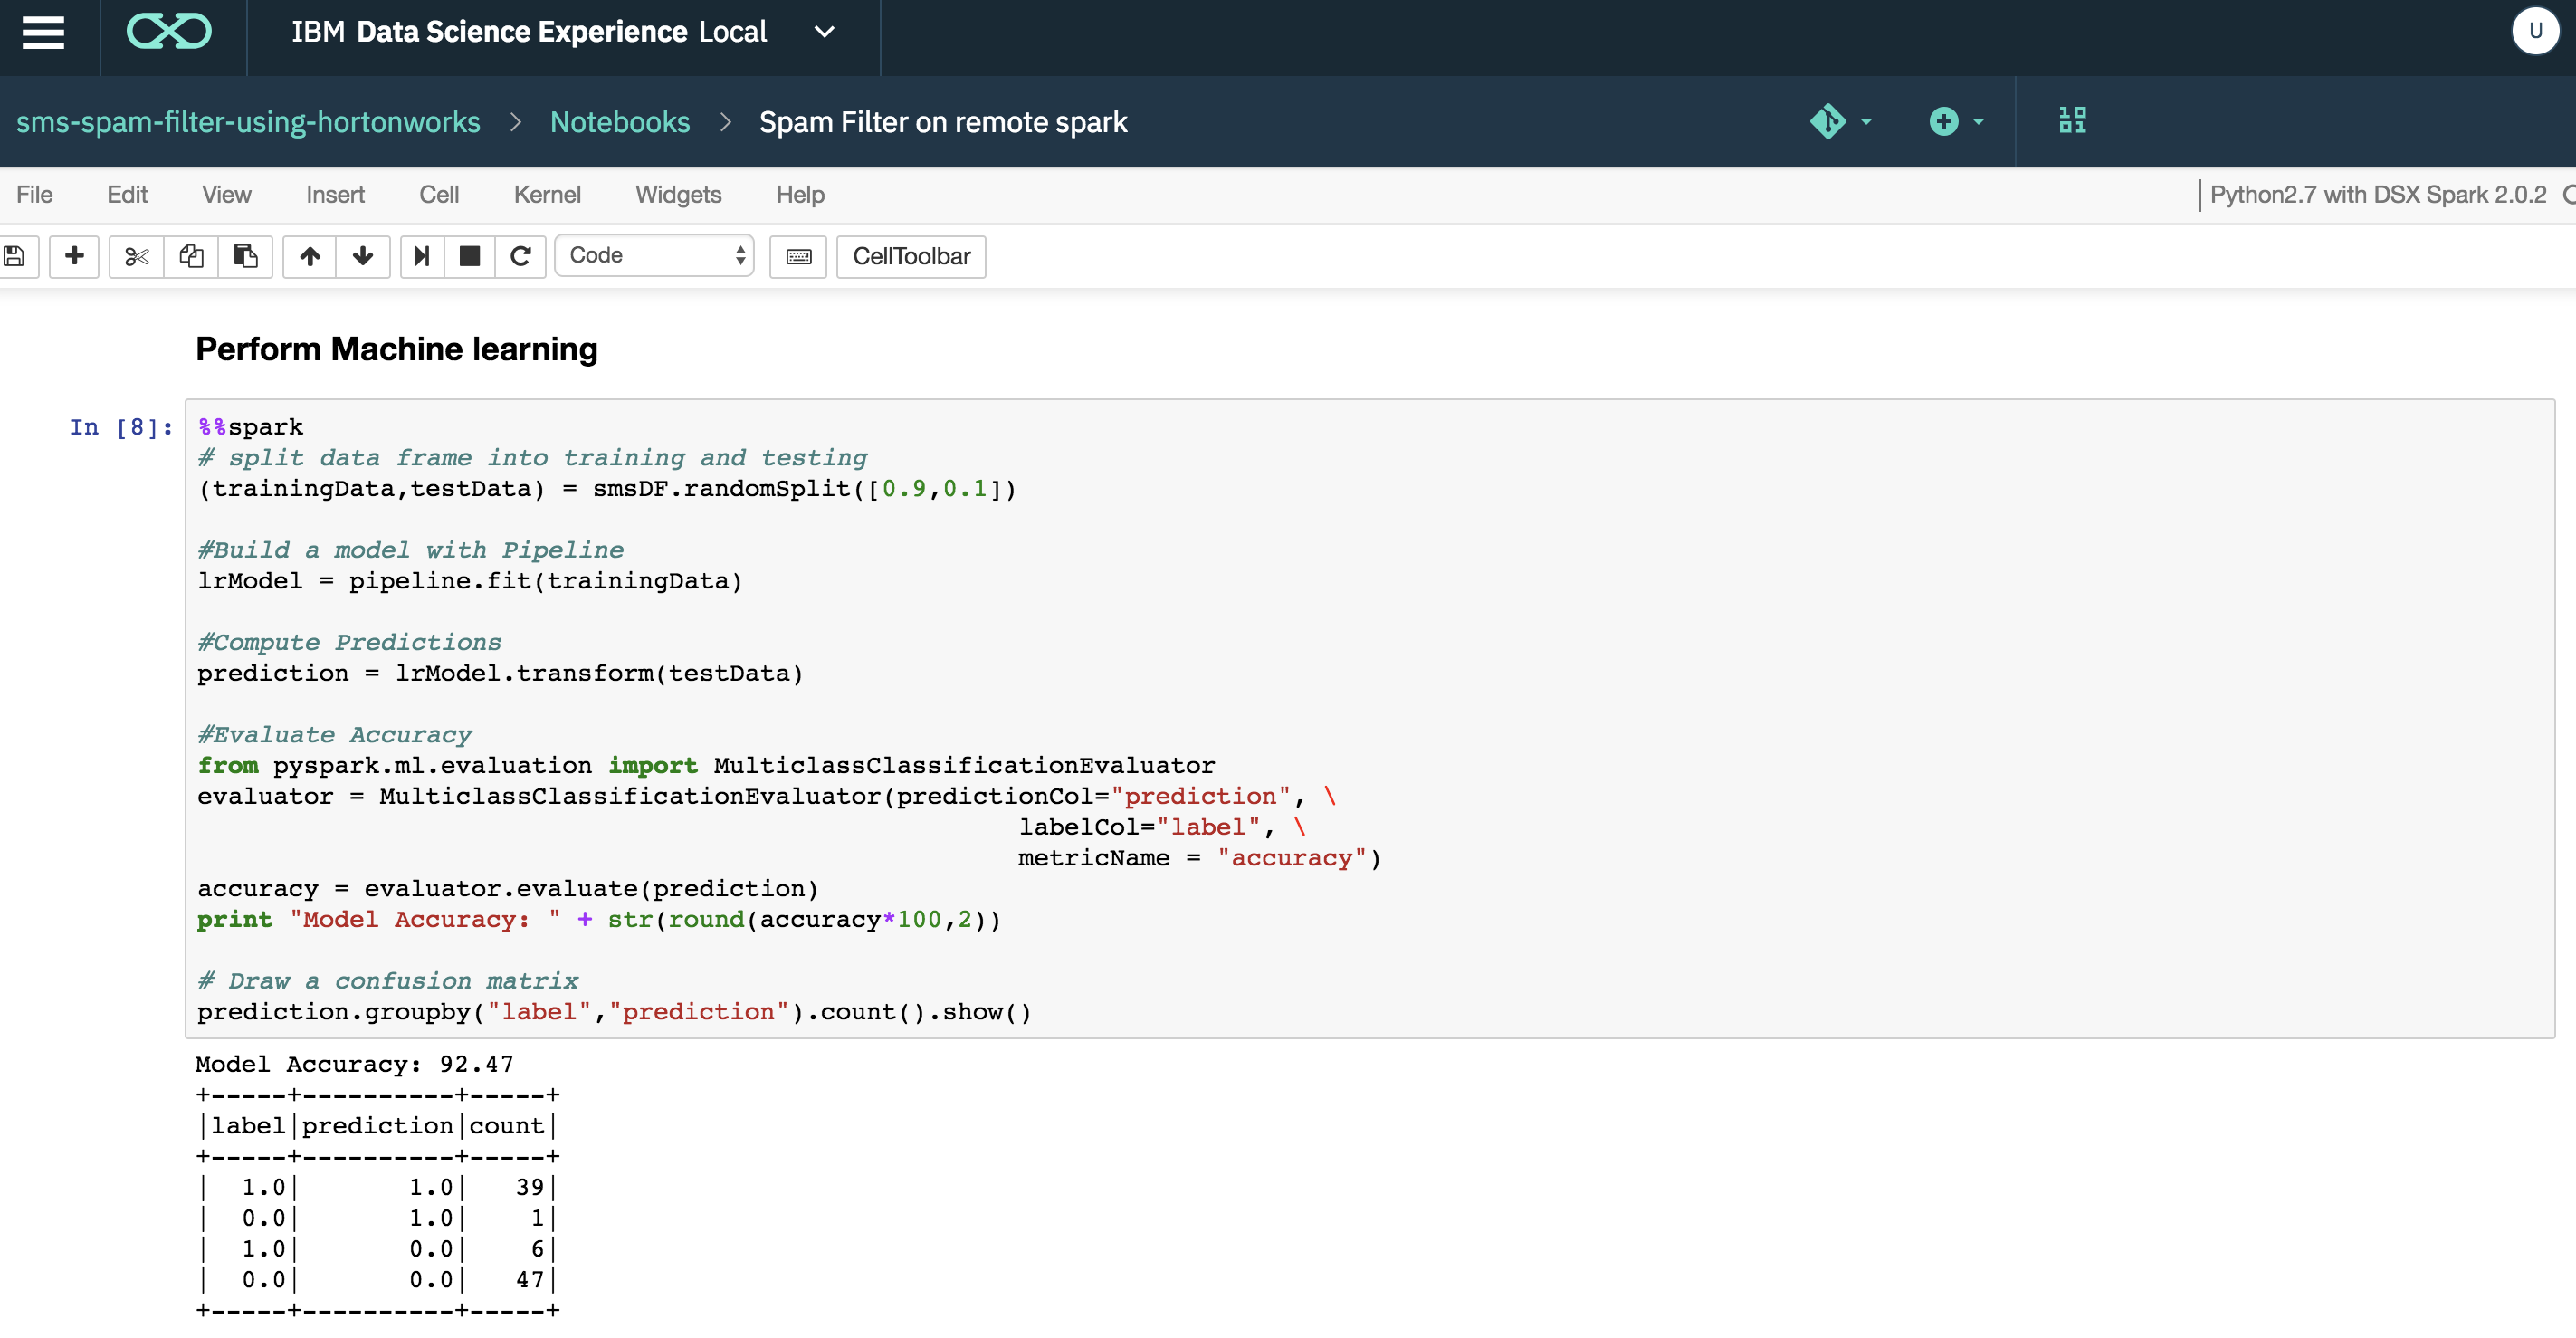 IBM Data Science Experience Local
U
sms-spam-filter-using-hortonworks > Notebooks > Spam Filter on remote spark
File Edit View Insert Cell Kernel Widgets Help
Python2.7 with DSX Spark 2.0.2
Code
CellToolbar
Perform Machine learning
In [8]:
%%spark
# split data frame into training and testing
(trainingData,testData) = smsDF.randomSplit([0.9,0.1])
#Build a model with Pipeline
lrModel = pipeline.fit(trainingData)
#Compute Predictions
prediction = lrModel.transform(testData)
#Evaluate Accuracy
from pyspark.ml.evaluation import MulticlassClassificationEvaluator
evaluator = MulticlassClassificationEvaluator(predictionCol="prediction", \
labelCol="label", \
metricName = "accuracy")
accuracy = evaluator.evaluate(prediction)
print "Model Accuracy: " + str(round(accuracy*100,2))
# Draw a confusion matrix
prediction.groupby("label","prediction").count().show()
Model Accuracy: 92.47
+-----+----------+-----+
|label|prediction|count|
+-----+----------+-----+
|  1.0|       1.0|   39|
|  0.0|       1.0|    1|
|  1.0|       0.0|    6|
|  0.0|       0.0|   47|
+-----+----------+-----+